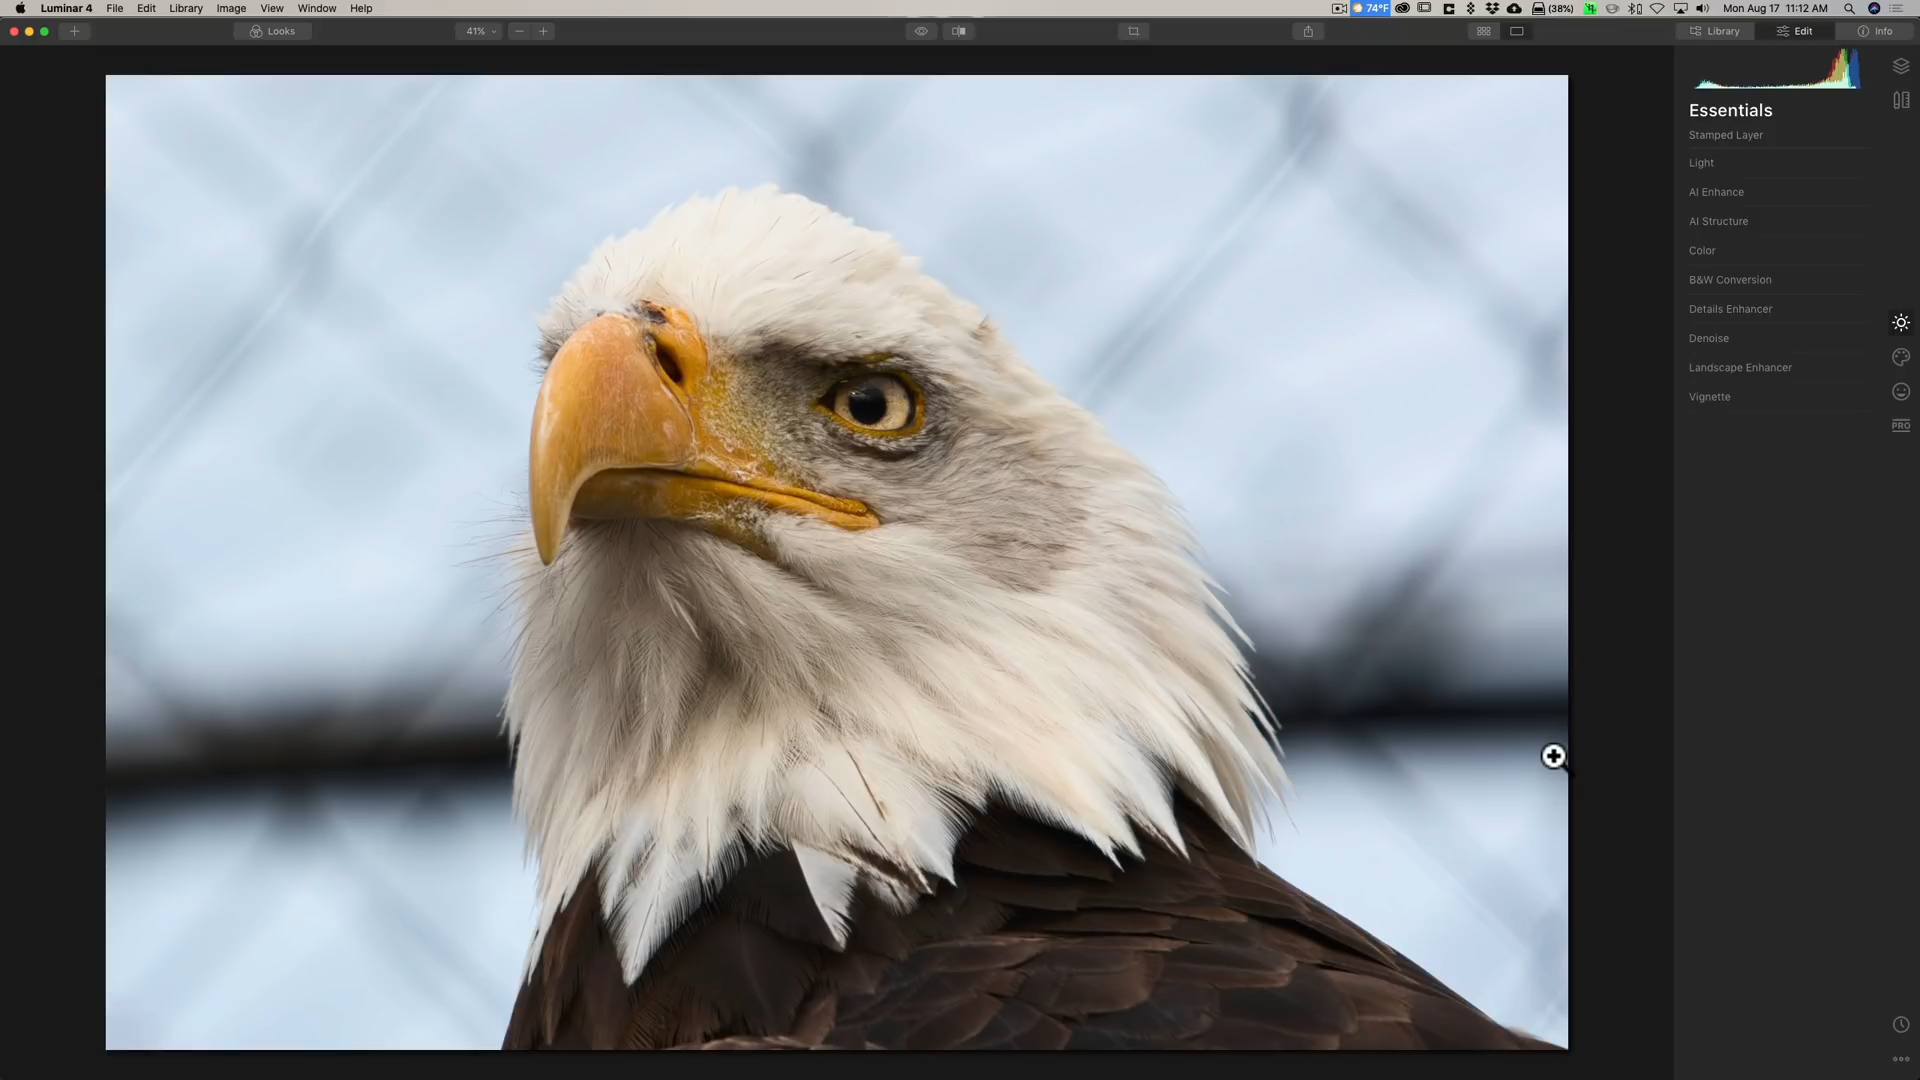 Luminar 4 File Edit Library Image View Window Help 74°F (38%) Mon Aug 17 11:12 AM
Looks 41% Library Edit Info
Essentials
Stamped Layer
Light
AI Enhance
AI Structure
Color
B&W Conversion
Details Enhancer
Denoise
Landscape Enhancer
PRO
Vignette